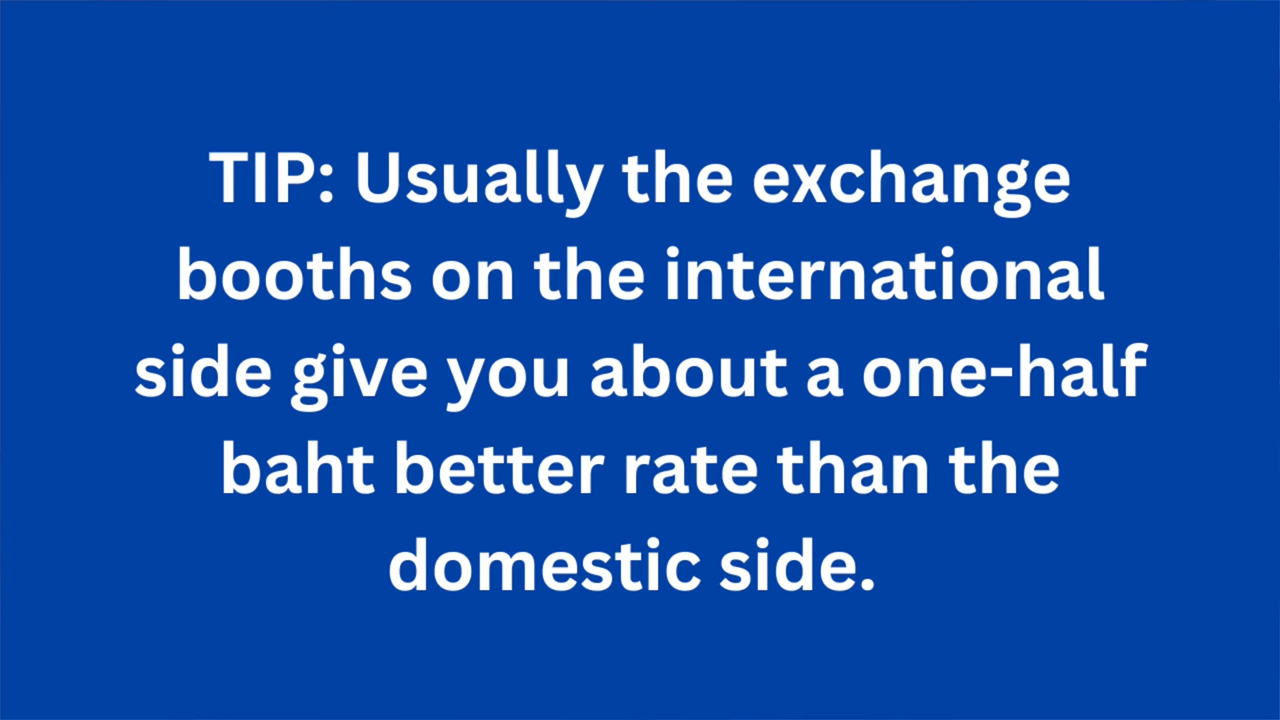 TIP: Usually the exchange
booths on the international
side give you about a one-half
baht better rate than the
domestic side.